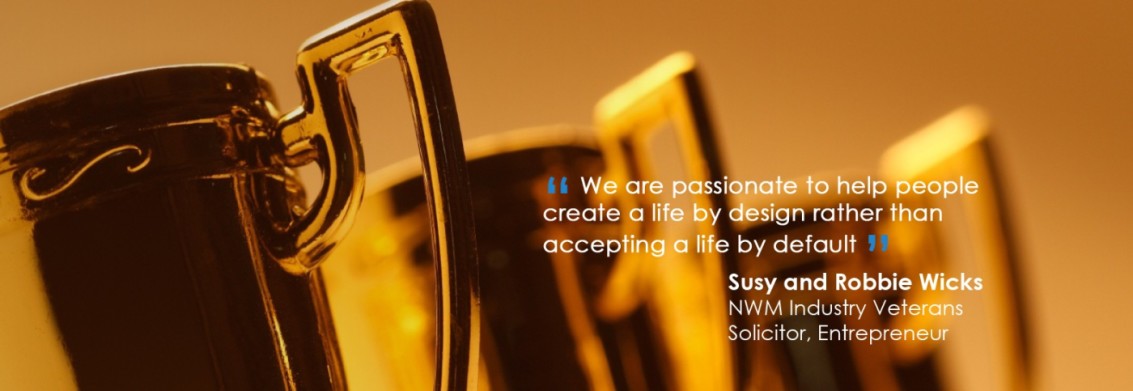 “ We are passionate to help people
create a life by design rather than
accepting a life by default ”
Susy and Robbie Wicks
NWM Industry Veterans
Solicitor, Entrepreneur